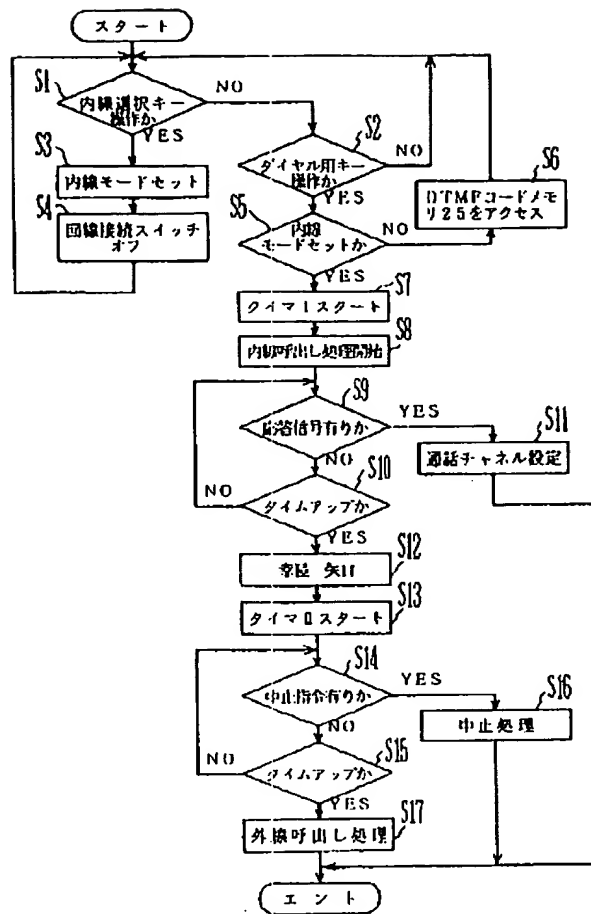 スタート
S1
内線選択キー
操作か
NO
YES
S2
ダイヤル用キー
操作か
NO
YES
S3
内線モードセット
S4
回線接続スイッチ
オフ
S5
内線
モードセットか
NO
YES
S6
DTMFコードメモ
リ25をアクセス
S7
タイマIスタート
S8
内線呼出し処理開始
S9
応答信号有りか
YES
NO
S10
タイムアップか
NO
YES
S11
通話チャネル設定
S12
S13
タイマIIスタート
S14
中止指令有りか
YES
NO
S15
タイムアップか
NO
YES
S16
中止処理
S17
外線呼出し処理
エンド